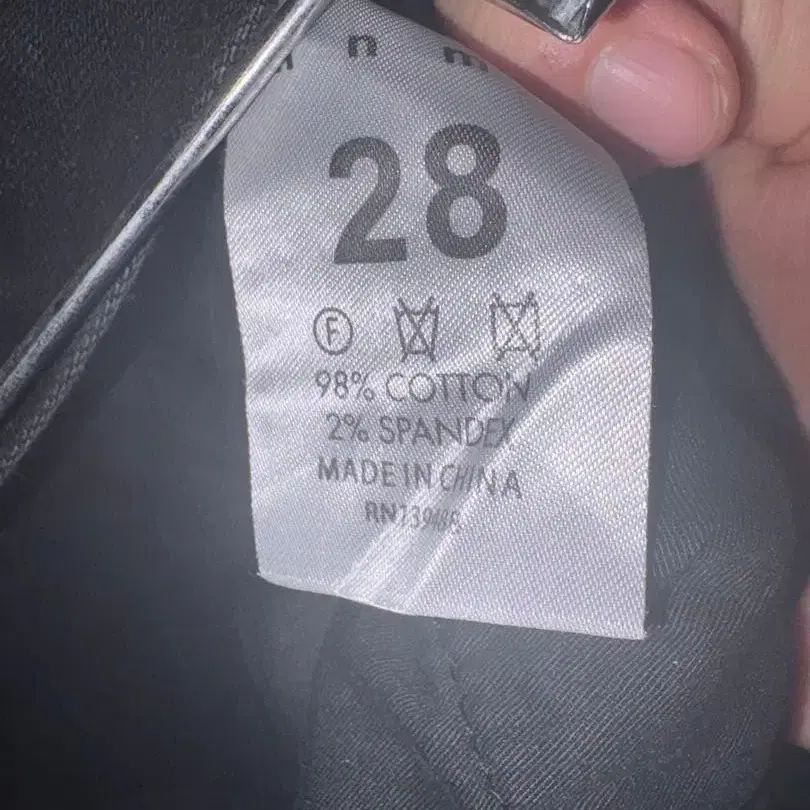 n m
28
F
98% COTTON
2% SPANDEX
MADE IN CHINA